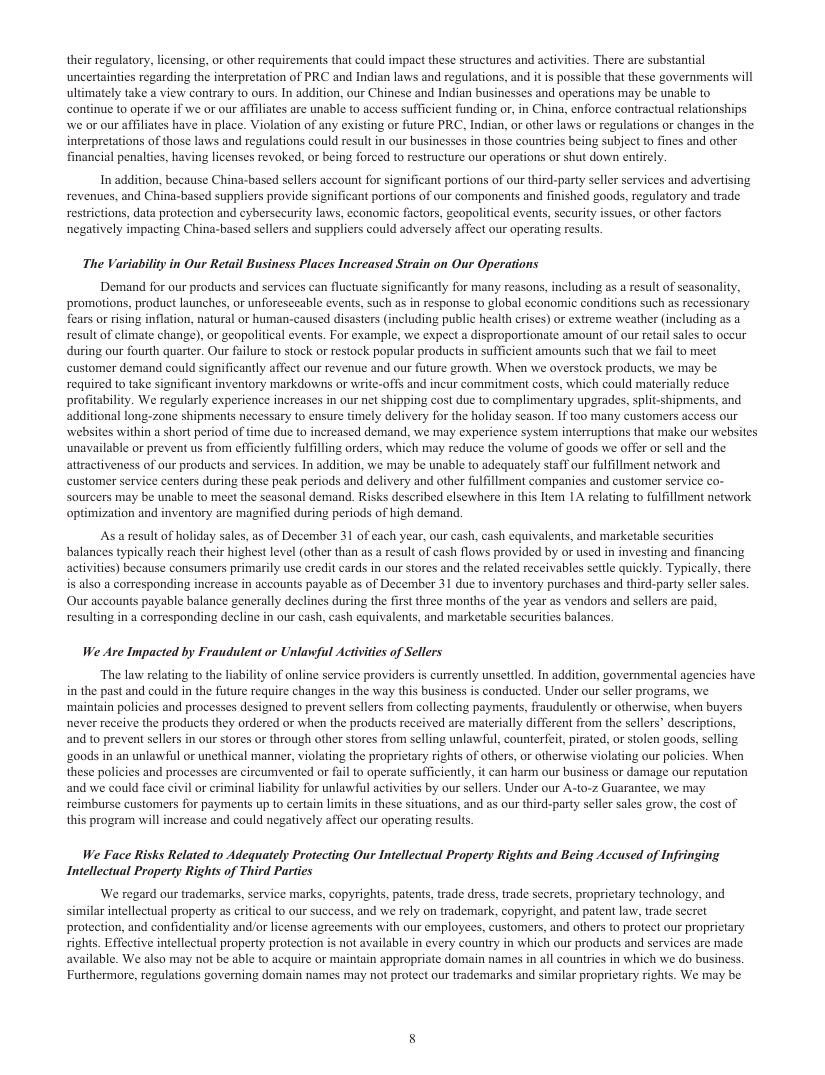 their regulatory, licensing, or other requirements that could impact these structures and activities. There are substantial
uncertainties regarding the interpretation of PRC and Indian laws and regulations, and it is possible that these governments will
ultimately take a view contrary to ours. In addition, our Chinese and Indian businesses and operations may be unable to
continue to operate if we or our affiliates are unable to access sufficient funding or, in China, enforce contractual relationships
we or our affiliates have in place. Violation of any existing or future PRC, Indian, or other laws or regulations or changes in the
interpretations of those laws and regulations could result in our businesses in those countries being subject to fines and other
financial penalties, having licenses revoked, or being forced to restructure our operations or shut down entirely.
In addition, because China-based sellers account for significant portions of our third-party seller services and advertising
revenues, and China-based suppliers provide significant portions of our components and finished goods, regulatory and trade
restrictions, data protection and cybersecurity laws, economic factors, geopolitical events, security issues, or other factors
negatively impacting China-based sellers and suppliers could adversely affect our operating results.
The Variability in Our Retail Business Places Increased Strain on Our Operations
Demand for our products and services can fluctuate significantly for many reasons, including as a result of seasonality,
promotions, product launches, or unforeseeable events, such as in response to global economic conditions such as recessionary
fears or rising inflation, natural or human-caused disasters (including public health crises) or extreme weather (including as a
result of climate change), or geopolitical events. For example, we expect a disproportionate amount of our retail sales to occur
during our fourth quarter. Our failure to stock or restock popular products in sufficient amounts such that we fail to meet
customer demand could significantly affect our revenue and our future growth. When we overstock products, we may be
required to take significant inventory markdowns or write-offs and incur commitment costs, which could materially reduce
profitability. We regularly experience increases in our net shipping cost due to complimentary upgrades, split-shipments, and
additional long-zone shipments necessary to ensure timely delivery for the holiday season. If too many customers access our
websites within a short period of time due to increased demand, we may experience system interruptions that make our websites
unavailable or prevent us from efficiently fulfilling orders, which may reduce the volume of goods we offer or sell and the
attractiveness of our products and services. In addition, we may be unable to adequately staff our fulfillment network and
customer service centers during these peak periods and delivery and other fulfillment companies and customer service co-
sourcers may be unable to meet the seasonal demand. Risks described elsewhere in this Item 1A relating to fulfillment network
optimization and inventory are magnified during periods of high demand.
As a result of holiday sales, as of December 31 of each year, our cash, cash equivalents, and marketable securities
balances typically reach their highest level (other than as a result of cash flows provided by or used in investing and financing
activities) because consumers primarily use credit cards in our stores and the related receivables settle quickly. Typically, there
is also a corresponding increase in accounts payable as of December 31 due to inventory purchases and third-party seller sales.
Our accounts payable balance generally declines during the first three months of the year as vendors and sellers are paid,
resulting in a corresponding decline in our cash, cash equivalents, and marketable securities balances.
We Are Impacted by Fraudulent or Unlawful Activities of Sellers
The law relating to the liability of online service providers is currently unsettled. In addition, governmental agencies have
in the past and could in the future require changes in the way this business is conducted. Under our seller programs, we
maintain policies and processes designed to prevent sellers from collecting payments, fraudulently or otherwise, when buyers
never receive the products they ordered or when the products received are materially different from the sellers’ descriptions,
and to prevent sellers in our stores or through other stores from selling unlawful, counterfeit, pirated, or stolen goods, selling
goods in an unlawful or unethical manner, violating the proprietary rights of others, or otherwise violating our policies. When
these policies and processes are circumvented or fail to operate sufficiently, it can harm our business or damage our reputation
and we could face civil or criminal liability for unlawful activities by our sellers. Under our A-to-z Guarantee, we may
reimburse customers for payments up to certain limits in these situations, and as our third-party seller sales grow, the cost of
this program will increase and could negatively affect our operating results.
We Face Risks Related to Adequately Protecting Our Intellectual Property Rights and Being Accused of Infringing
Intellectual Property Rights of Third Parties
We regard our trademarks, service marks, copyrights, patents, trade dress, trade secrets, proprietary technology, and
similar intellectual property as critical to our success, and we rely on trademark, copyright, and patent law, trade secret
protection, and confidentiality and/or license agreements with our employees, customers, and others to protect our proprietary
rights. Effective intellectual property protection is not available in every country in which our products and services are made
available. We also may not be able to acquire or maintain appropriate domain names in all countries in which we do business.
Furthermore, regulations governing domain names may not protect our trademarks and similar proprietary rights. We may be
8